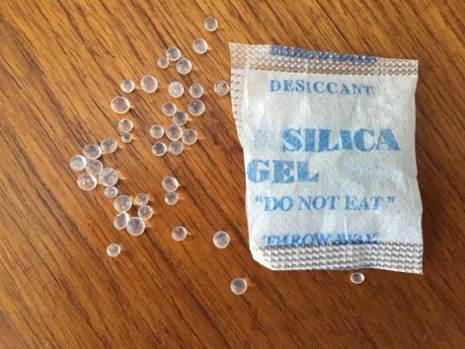 DESICCANT
SILICA
GEL
"DO NOT EAT"
THROW AWAY